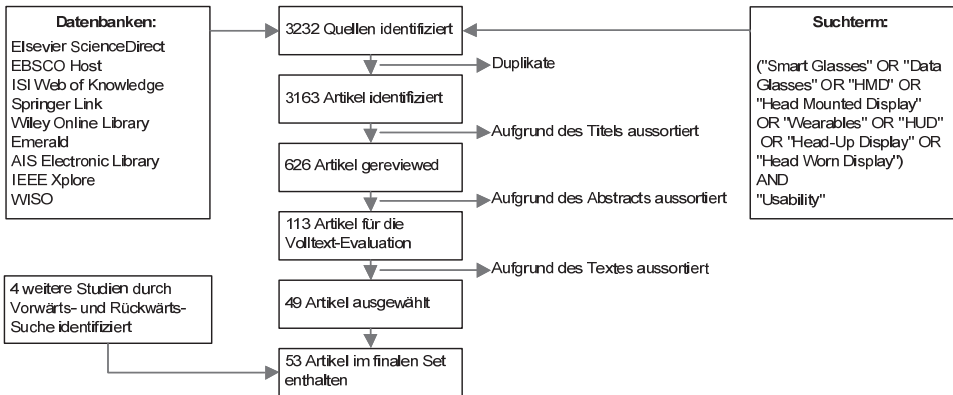 Datenbanken:
Elsevier ScienceDirect
EBSCO Host
ISI Web of Knowledge
Springer Link
Wiley Online Library
Emerald
AIS Electronic Library
IEEE Xplore
WISO
3232 Quellen identifiziert
Duplikate
3163 Artikel identifiziert
Aufgrund des Titels aussortiert
626 Artikel gereviewed
Aufgrund des Abstracts aussortiert
113 Artikel für die
Volltext-Evaluation
Aufgrund des Textes aussortiert
49 Artikel ausgewählt
4 weitere Studien durch
Vorwärts- und Rückwärts-
Suche identifiziert
53 Artikel im finalen Set
enthalten
Suchterm:
("Smart Glasses" OR "Data
Glasses" OR "HMD" OR
"Head Mounted Display"
OR "Wearables" OR "HUD"
OR "Head-Up Display" OR
"Head Worn Display")
AND
"Usability"